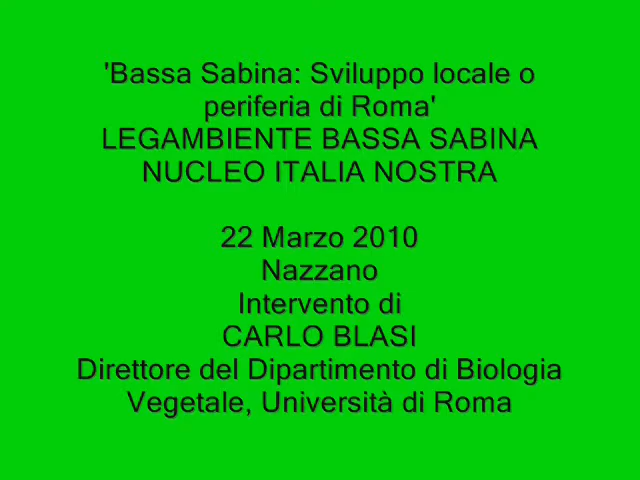 'Bassa Sabina: Sviluppo locale o
periferia di Roma'
LEGAMBIENTE BASSA SABINA
NUCLEO ITALIA NOSTRA
22 Marzo 2010
Nazzano
Intervento di
CARLO BLASI
Direttore del Dipartimento di Biologia
Vegetale, Università di Roma